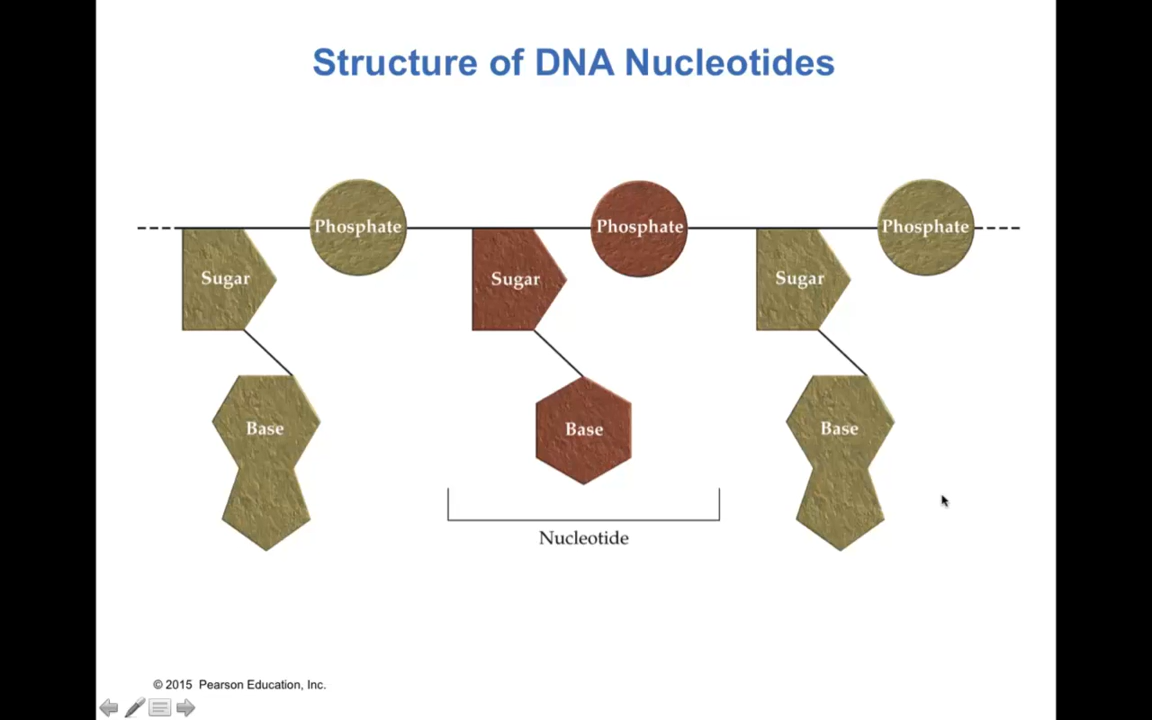 Structure of DNA Nucleotides
Phosphate Phosphate Phosphate
Sugar Sugar Sugar
Base Base Base
Nucleotide
© 2015 Pearson Education, Inc.